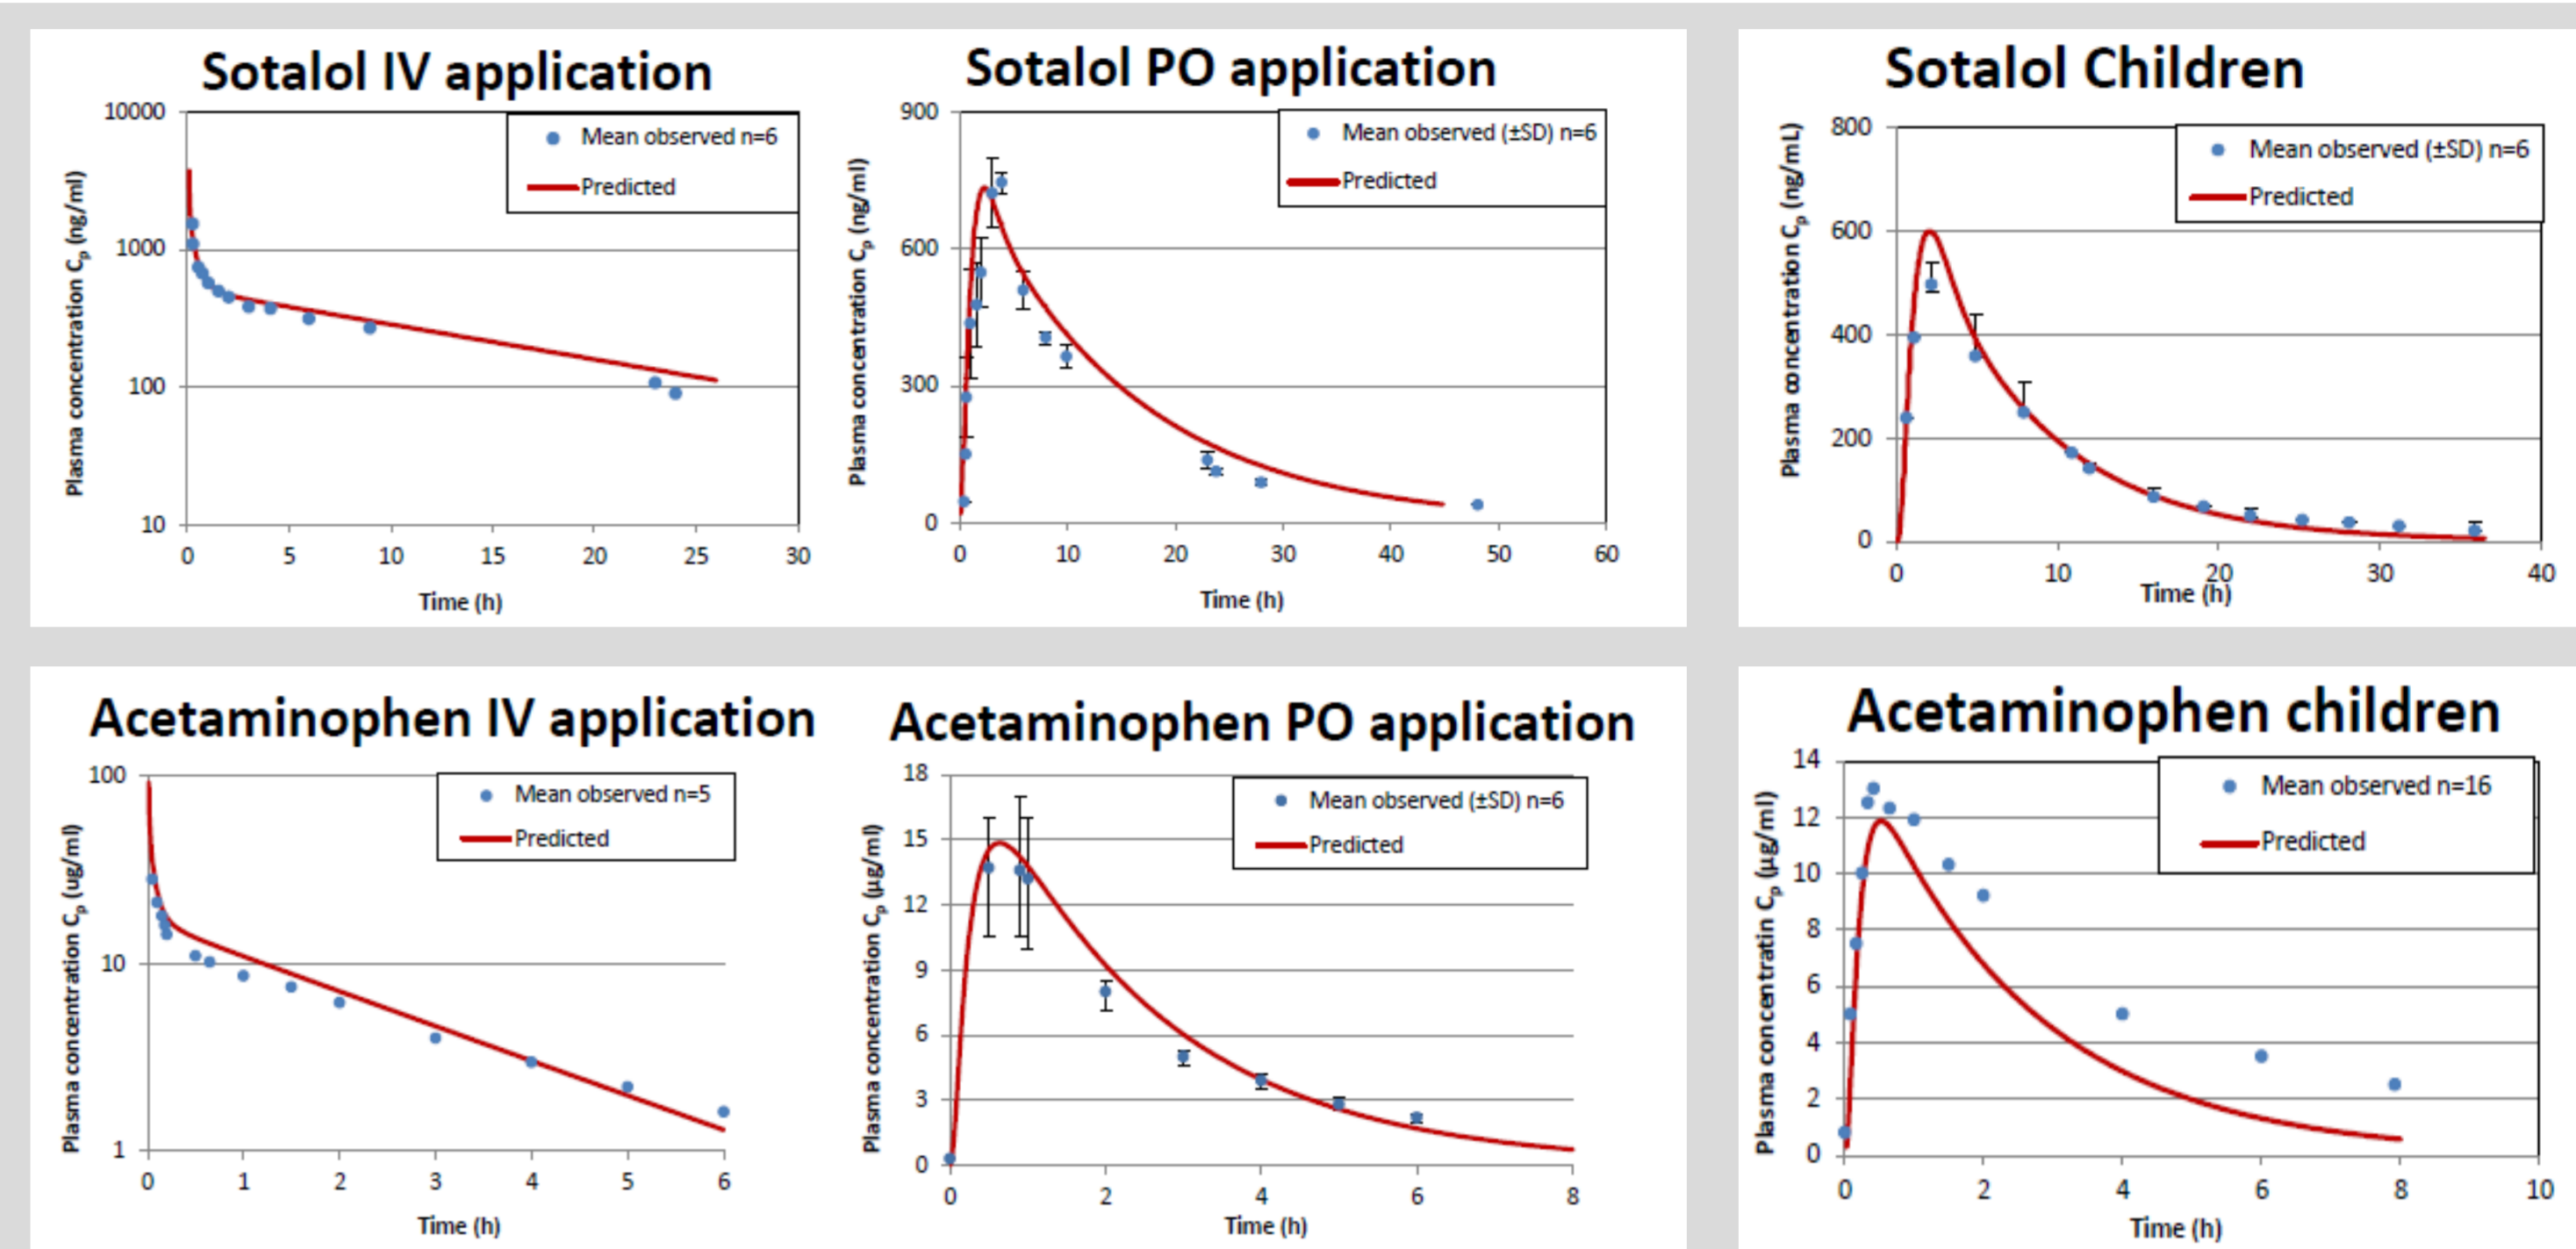 Sotalol IV application
Plasma concentration Cp (ng/ml)
10000
1000
100
10
Mean observed n=6
Predicted
0 5 10 15 20 25 30
Time (h)
Sotalol PO application
Plasma concentration Cp (ng/ml)
900
600
300
0
Mean observed (±SD) n=6
Predicted
0 10 20 30 40 50 60
Time (h)
Sotalol Children
Plasma concentration Cp (ng/mL)
800
600
400
200
0
Mean observed (±SD) n=6
Predicted
0 10 20 30 40
Time (h)
Acetaminophen IV application
Plasma concentration Cp (ug/ml)
100
10
1
Mean observed n=5
Predicted
0 1 2 3 4 5 6
Time (h)
Acetaminophen PO application
Plasma concentration Cp (µg/ml)
18
15
12
9
6
3
0
Mean observed (±SD) n=6
Predicted
0 2 4 6 8
Time (h)
Acetaminophen children
Plasma concentratin Cp (µg/ml)
14
12
10
8
6
4
2
0
Mean observed n=16
Predicted
0 2 4 6 8 10
Time (h)